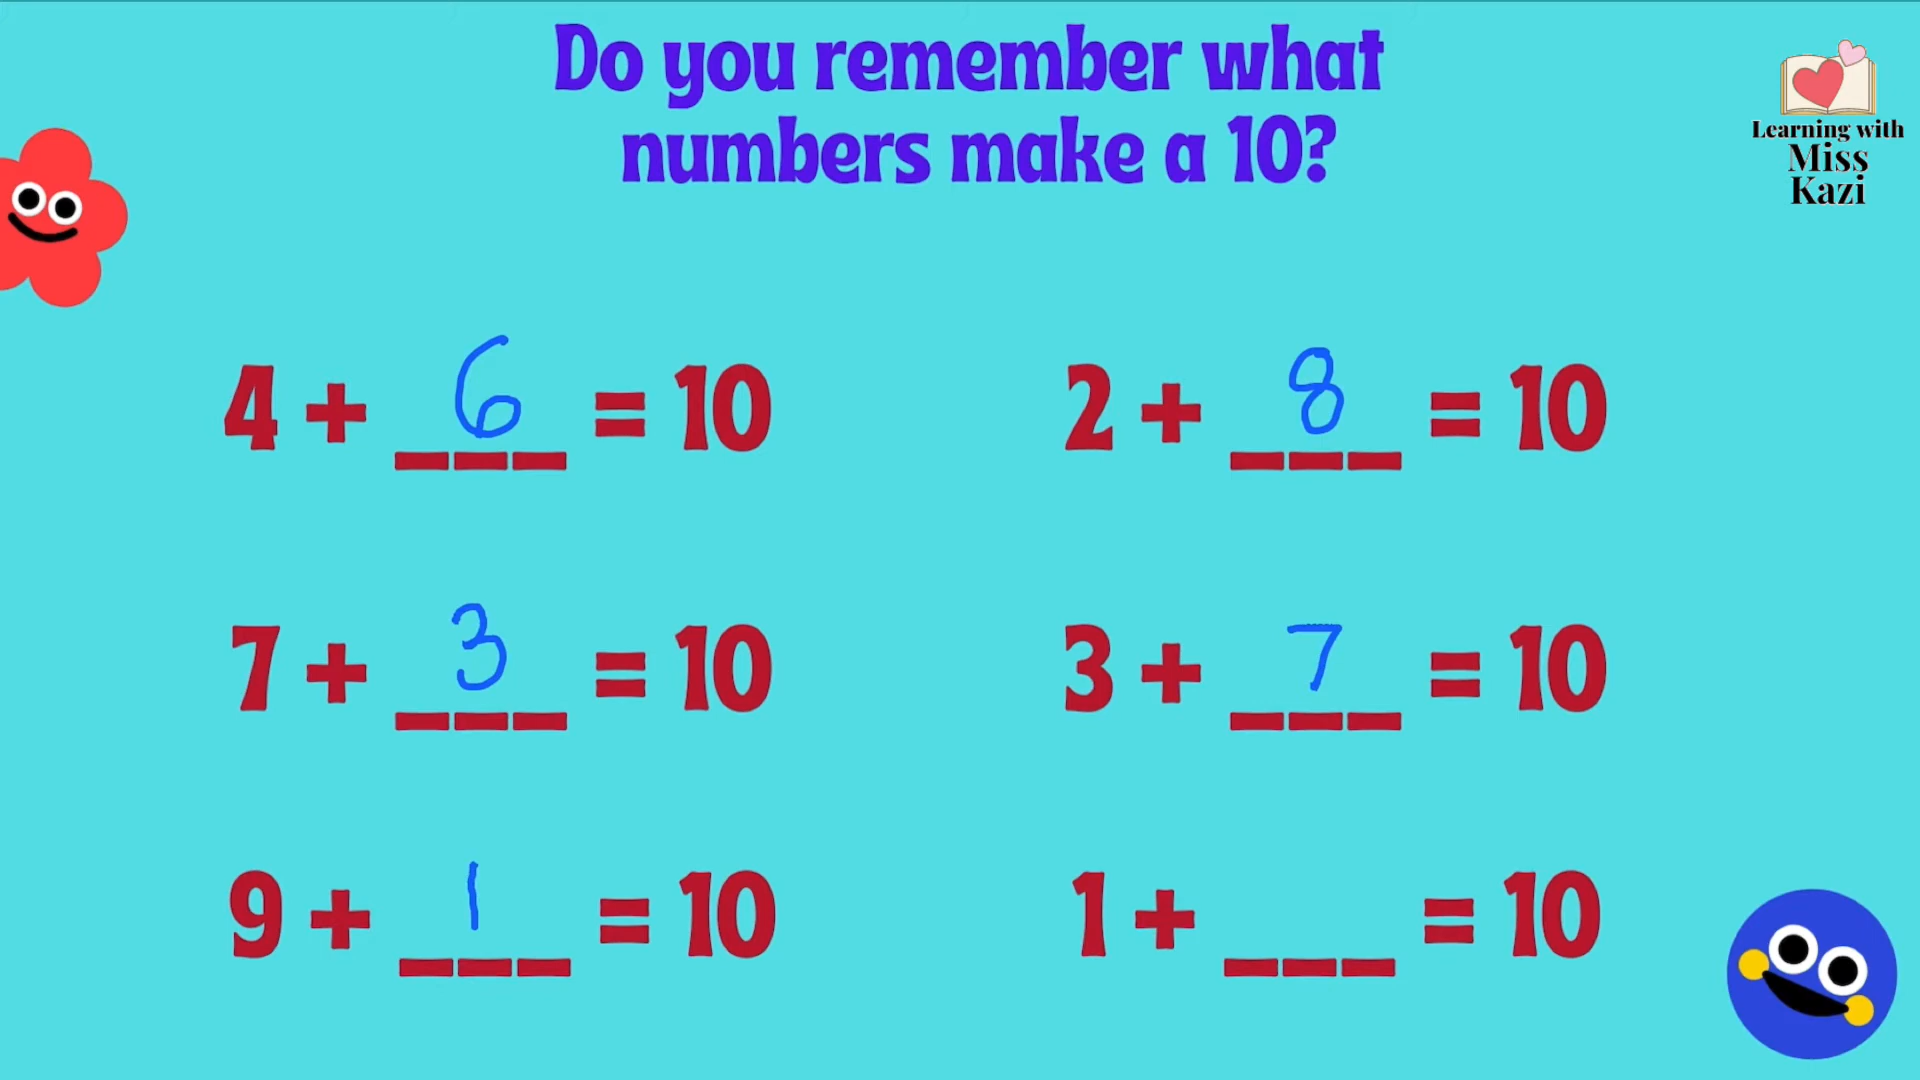 Do you remember what
numbers make a 10?
Learning with
Miss
Kazi
4 + 6 = 10
2 + 8 = 10
7 + 3 = 10
3 + 7 = 10
9 + 1 = 10
1 + ___ = 10